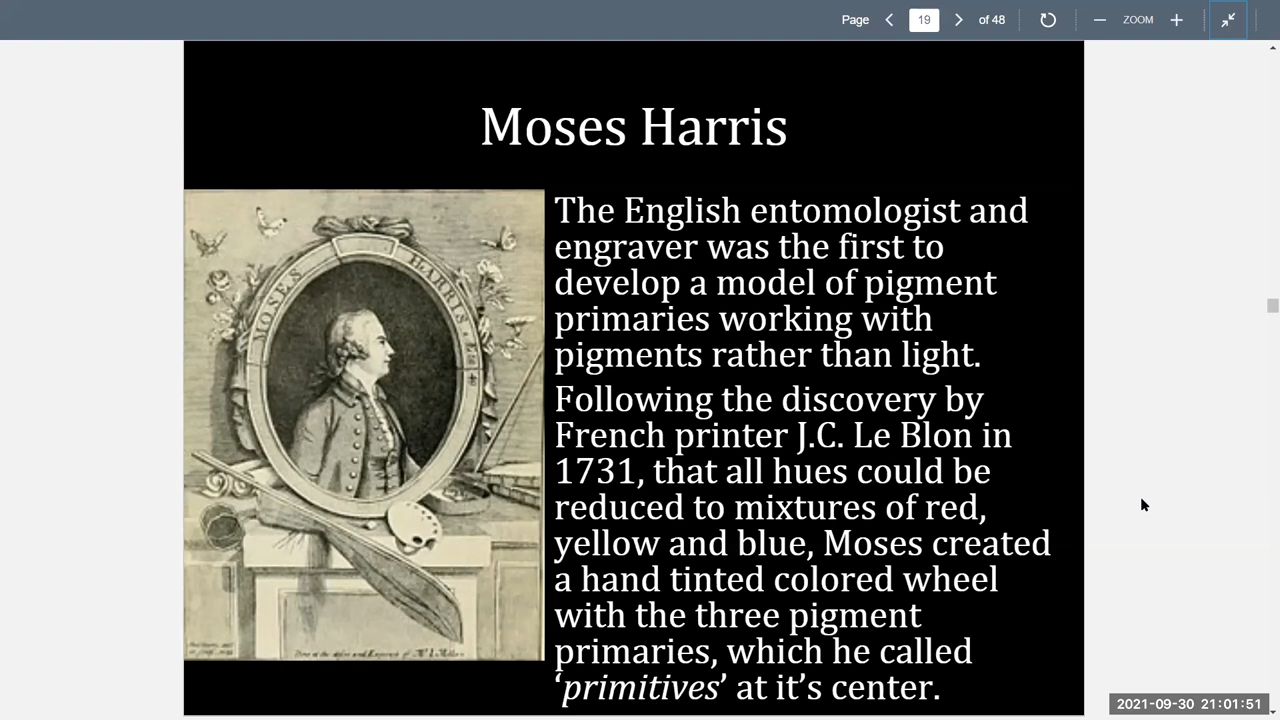 Page 19 of 48 ZOOM
Moses Harris
MOSES HARRIS
The English entomologist and
engraver was the first to
develop a model of pigment
primaries working with
pigments rather than light.
Following the discovery by
French printer J.C. Le Blon in
1731, that all hues could be
reduced to mixtures of red,
yellow and blue, Moses created
a hand tinted colored wheel
with the three pigment
primaries, which he called
‘primitives’ at it’s center.
2021-09-30 21:01:51